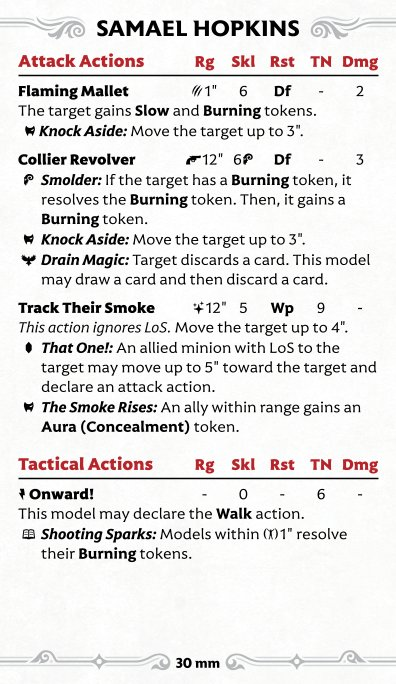 SAMAEL HOPKINS
Attack Actions Rg Skl Rst TN Dmg
Flaming Mallet 1" 6 Df - 2
The target gains Slow and Burning tokens.
Knock Aside: Move the target up to 3".
Collier Revolver 12" 6 Df - 3
Smolder: If the target has a Burning token, it
resolves the Burning token. Then, it gains a
Burning token.
Knock Aside: Move the target up to 3".
Drain Magic: Target discards a card. This model
may draw a card and then discard a card.
Track Their Smoke 12" 5 Wp 9 -
This action ignores LoS. Move the target up to 4".
That One!: An allied minion with LoS to the
target may move up to 5" toward the target and
declare an attack action.
The Smoke Rises: An ally within range gains an
Aura (Concealment) token.
Tactical Actions Rg Skl Rst TN Dmg
Onward! - 0 - 6 -
This model may declare the Walk action.
Shooting Sparks: Models within 1" resolve
their Burning tokens.
30 mm